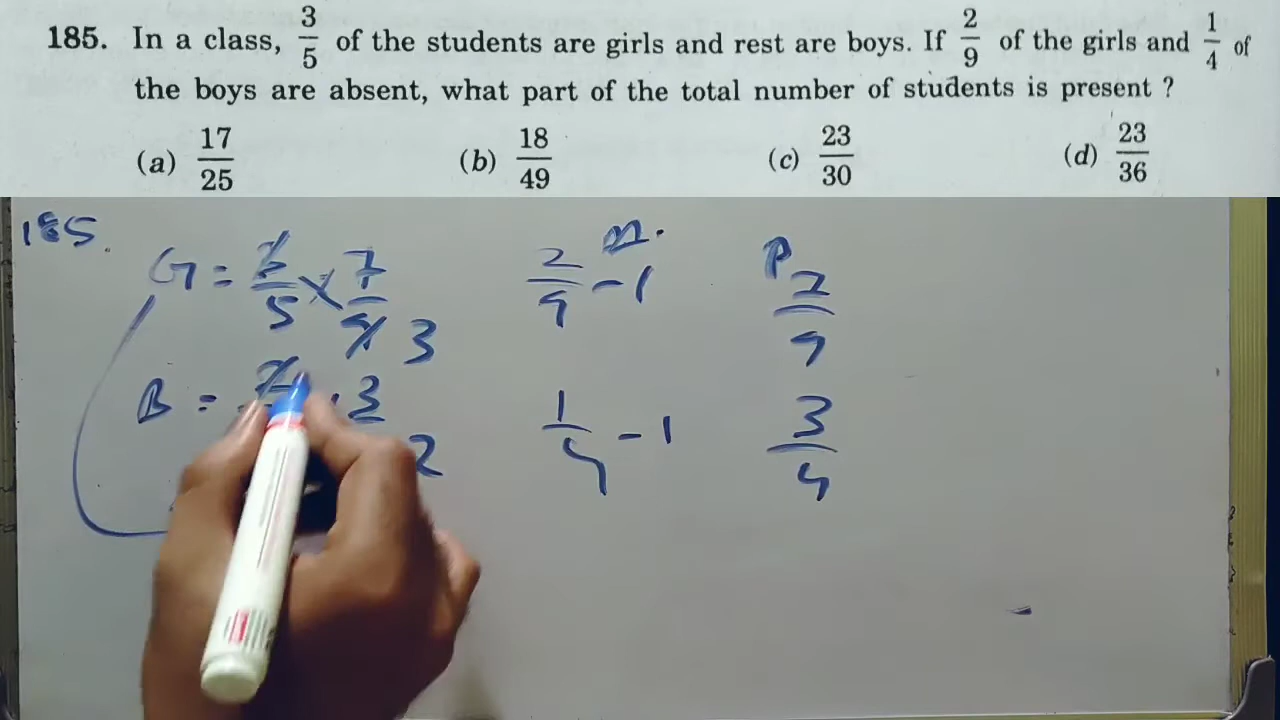 185. In a class, 3/5 of the students are girls and rest are boys. If 2/9 of the girls and 1/4 of
the boys are absent, what part of the total number of students is present ?
(a) 17/25 (b) 18/49 (c) 23/30 (d) 23/36
185.
G = 3/5 × 7/9 3
2/9 - 1
P 7/9
B = 2 3 2
1/4 - 1
3/4